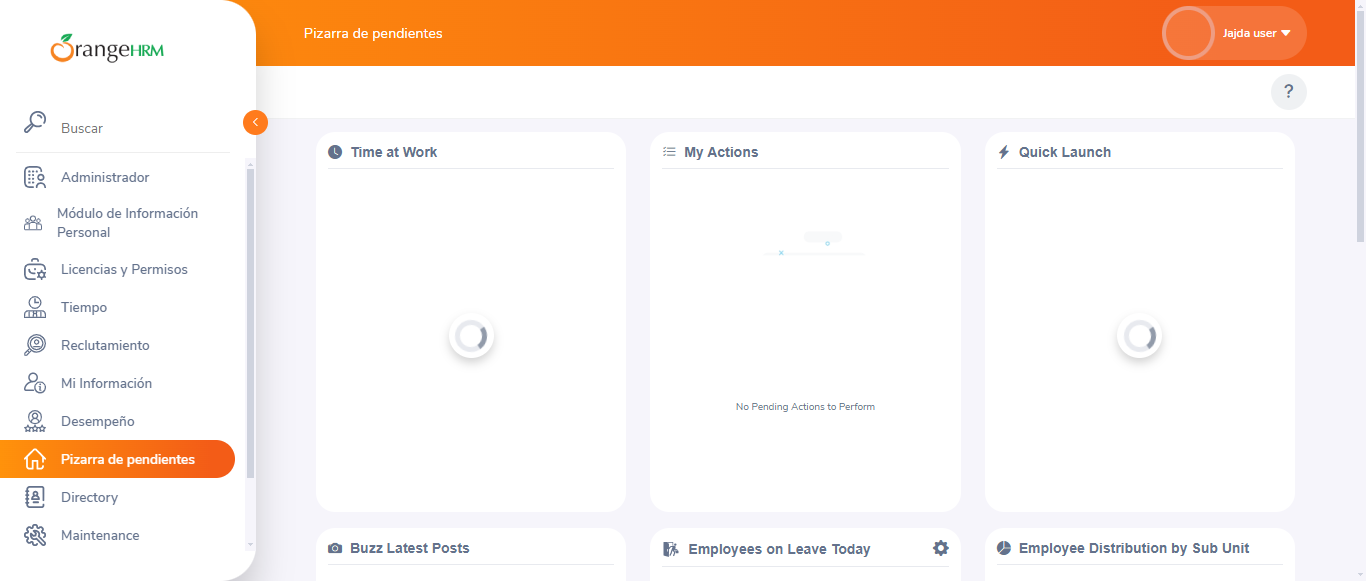 OrangeHRM
Pizarra de pendientes
Jajda user
?
Buscar
Administrador
Módulo de Información
Personal
Licencias y Permisos
Tiempo
Reclutamiento
Mi Información
Desempeño
Pizarra de pendientes
Directory
Maintenance
Time at Work
My Actions
Quick Launch
No Pending Actions to Perform
Buzz Latest Posts
Employees on Leave Today
Employee Distribution by Sub Unit